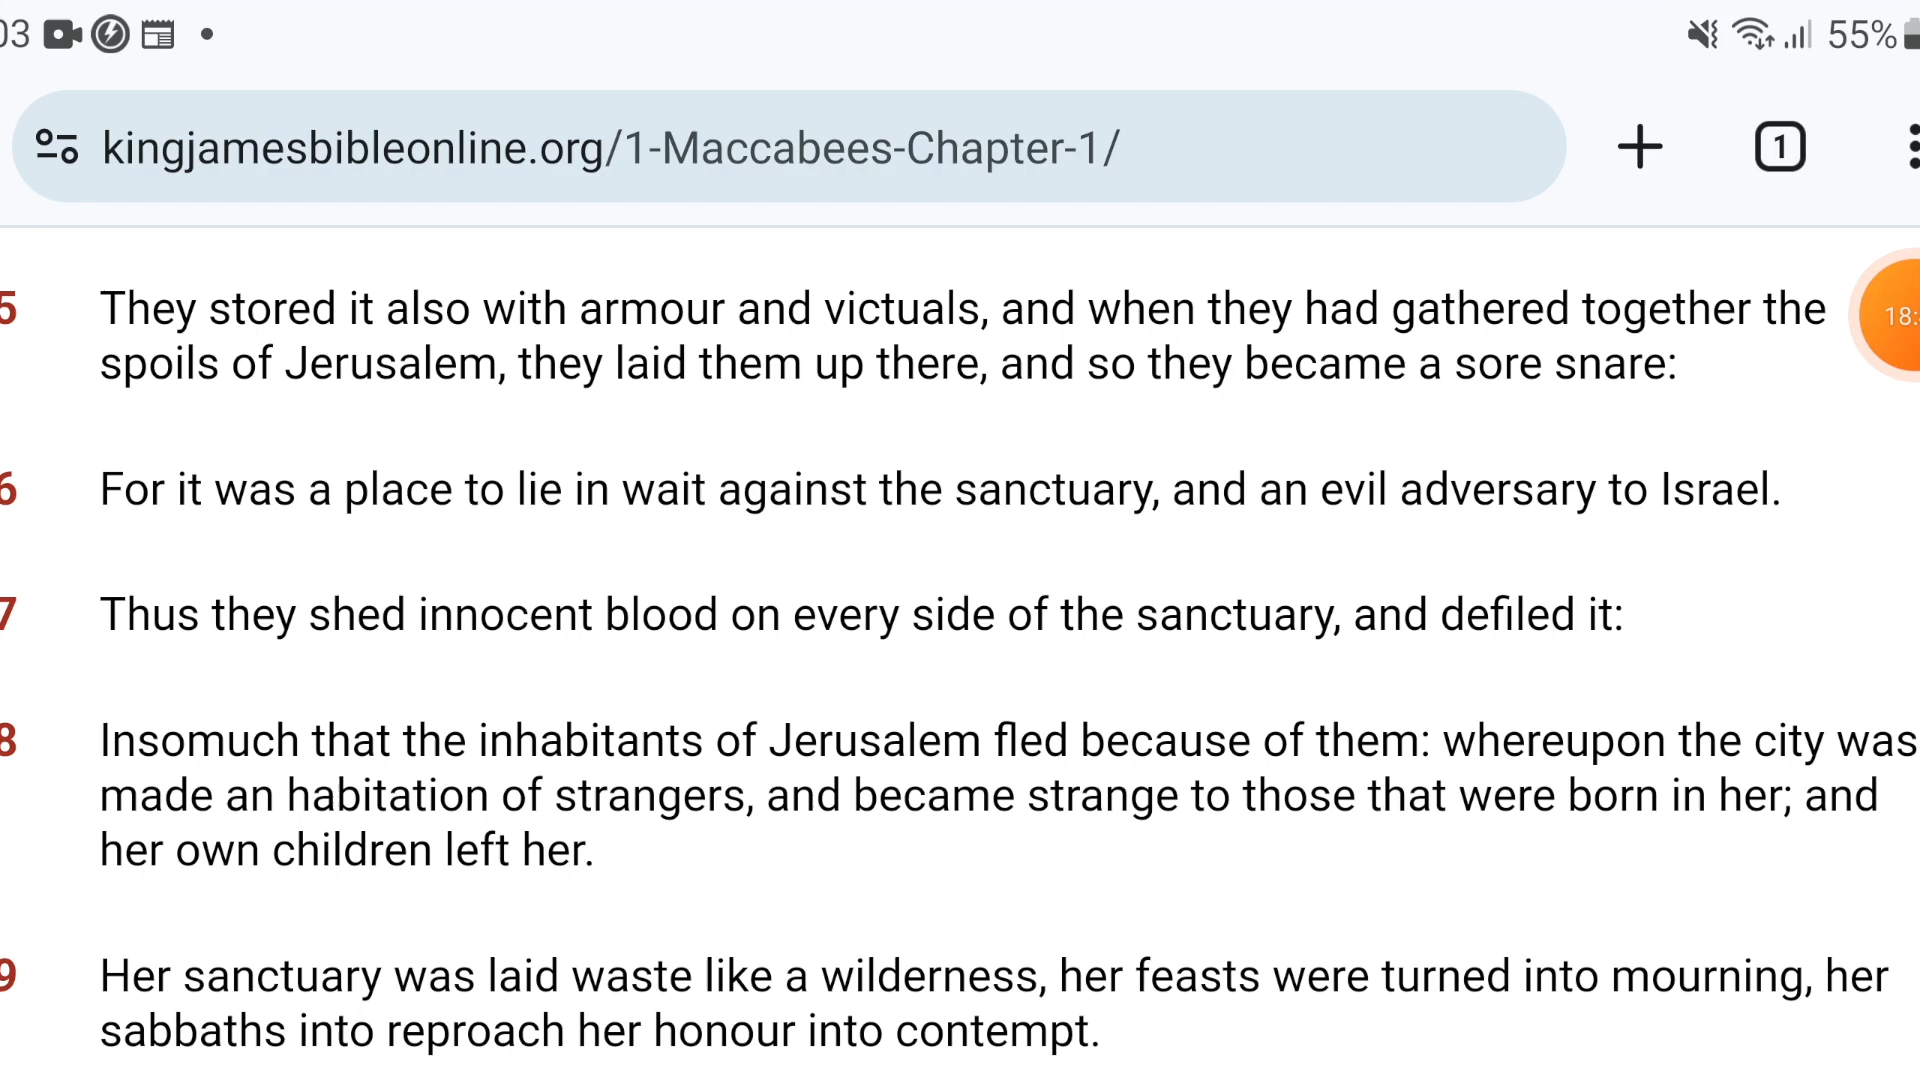 03 55%
kingjamesbibleonline.org/1-Maccabees-Chapter-1/ 1
5 They stored it also with armour and victuals, and when they had gathered together the
18:
spoils of Jerusalem, they laid them up there, and so they became a sore snare:
6 For it was a place to lie in wait against the sanctuary, and an evil adversary to Israel.
7 Thus they shed innocent blood on every side of the sanctuary, and defiled it:
8 Insomuch that the inhabitants of Jerusalem fled because of them: whereupon the city was
made an habitation of strangers, and became strange to those that were born in her; and
her own children left her.
9 Her sanctuary was laid waste like a wilderness, her feasts were turned into mourning, her
sabbaths into reproach her honour into contempt.